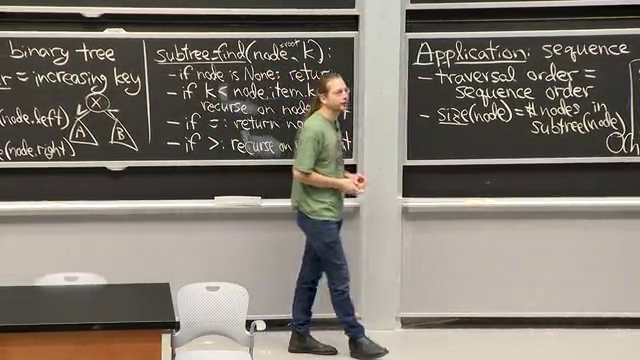 binary tree
= increasing key
(node.left)
(node.right)
X
A
B
subtree-find(node, k):
- if node is None: return
- if k < node.item.k
recurse on nod
- if =: return no
- if >: recurse on
Application: sequence
- traversal order =
sequence order
- size(node) = # nodes in
subtree(node)